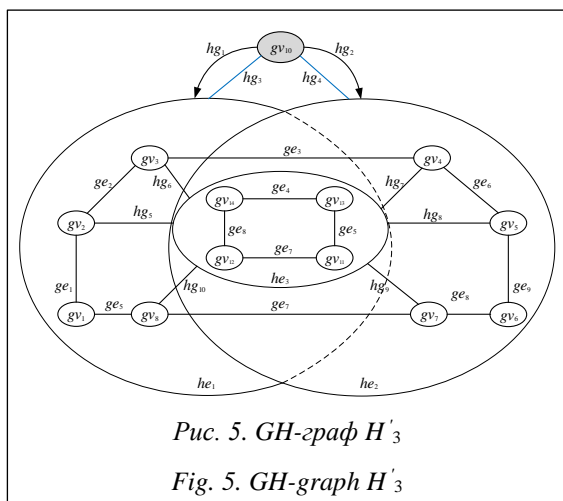 gv10
hg1 hg2
hg3 hg4
gv3 ge3 gv4
ge2 hg6 hg7 ge6
gv14 ge4 gv13
gv2 hg5 hg8 gv5
ge8 ge5
gv12 ge7 gv11
ge1 he3 ge9
hg10 hg9
gv1 ge5 gv8 ge7 gv7 ge8 gv6
he1 he2
Рис. 5. GH-граф H'3
Fig. 5. GH-graph H'3